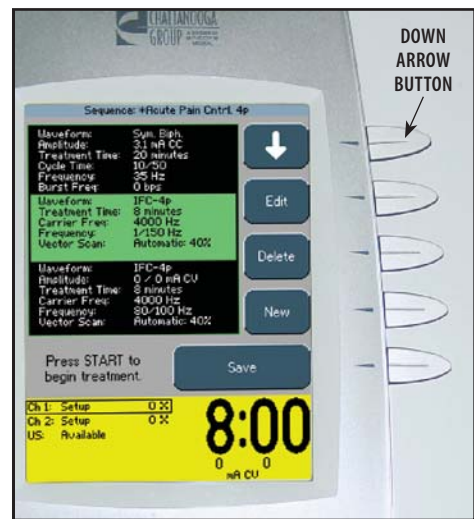 CHATTANOOGA
GROUP
DOWN
ARROW
BUTTON
Sequence: *Route Pain Cntrl. 4p
Waveform: Sym. Biph.
Amplitude: 31 mA CC
Treatment Time: 20 minutes
Cycle Time: 10/50
Frequency: 35 Hz
Burst Freq: 0 bps
Waveform: IFC-4p
Treatment Time: 8 minutes
Carrier Freq: 4000 Hz
Frequency: 1/150 Hz
Vector Scan: Automatic: 40%
Waveform: IFC-4p
Amplitude: 0 / 0 mA CV
Treatment Time: 8 minutes
Carrier Freq: 4000 Hz
Frequency: 80/100 Hz
Vector Scan: Automatic: 40%
Edit
Delete
New
Press START to
begin treatment.
Save
Ch 1: Setup 0 %
Ch 2: Setup 0 %
US: Available
8:00
0 0
mA CV